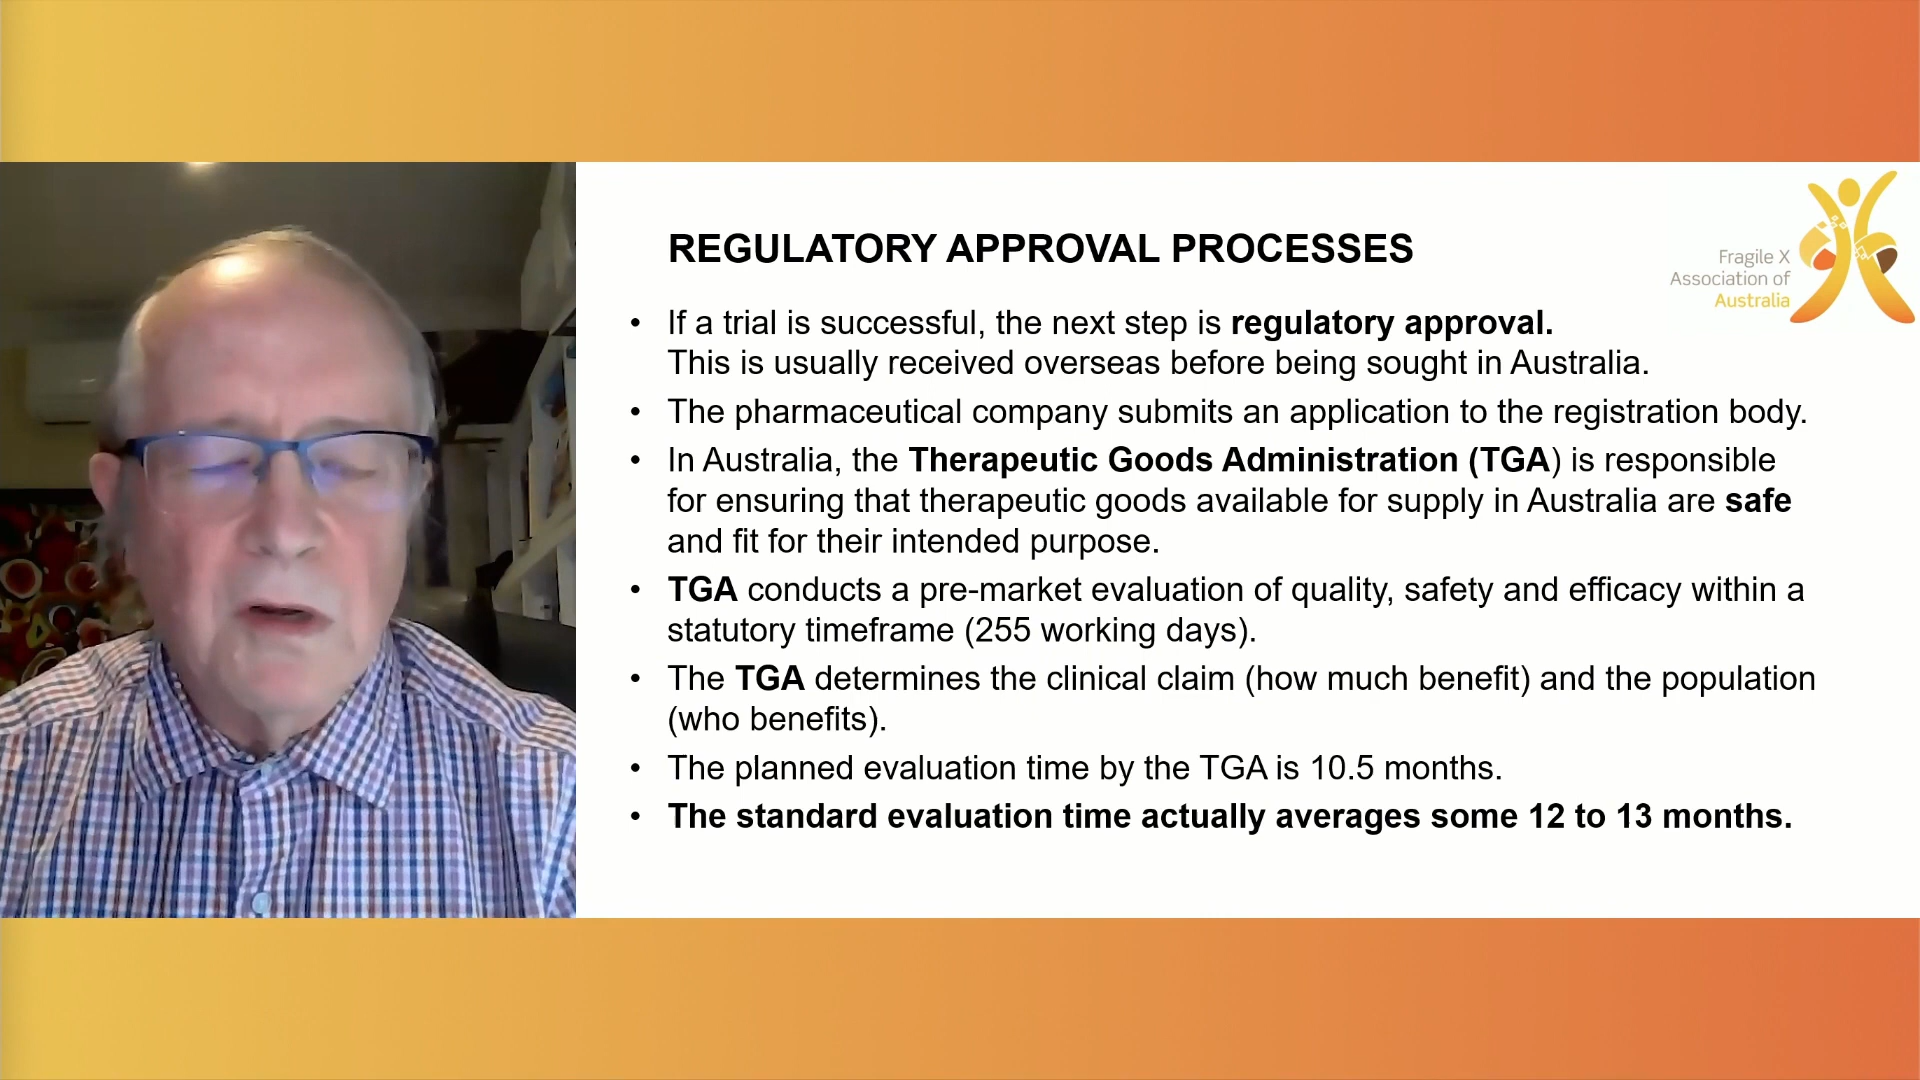 REGULATORY APPROVAL PROCESSES
Fragile X
Association of
Australia
• If a trial is successful, the next step is regulatory approval.
This is usually received overseas before being sought in Australia.
• The pharmaceutical company submits an application to the registration body.
• In Australia, the Therapeutic Goods Administration (TGA) is responsible
for ensuring that therapeutic goods available for supply in Australia are safe
and fit for their intended purpose.
• TGA conducts a pre-market evaluation of quality, safety and efficacy within a
statutory timeframe (255 working days).
• The TGA determines the clinical claim (how much benefit) and the population
(who benefits).
• The planned evaluation time by the TGA is 10.5 months.
• The standard evaluation time actually averages some 12 to 13 months.